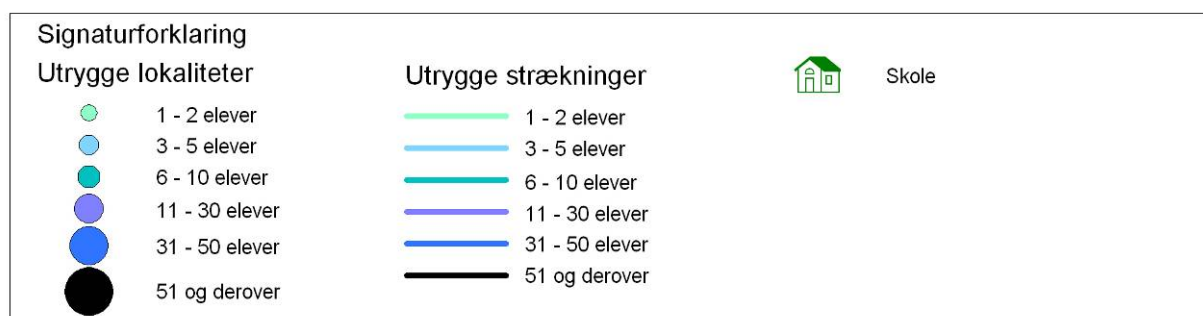 Signaturforklaring
Utrygge lokaliteter
1 - 2 elever
3 - 5 elever
6 - 10 elever
11 - 30 elever
31 - 50 elever
51 og derover
Utrygge strækninger
1 - 2 elever
3 - 5 elever
6 - 10 elever
11 - 30 elever
31 - 50 elever
51 og derover
Skole